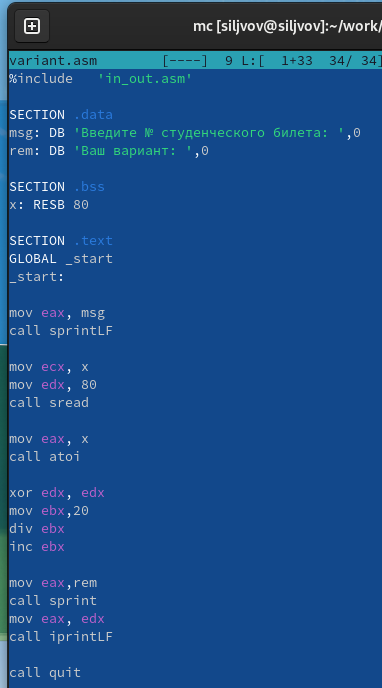 mc [siljvov@siljvov]:~/work/
variant.asm [----] 9 L:[ 1+33 34/ 34]
%include 'in_out.asm'
SECTION .data
msg: DB 'Введите № студенческого билета: ',0
rem: DB 'Ваш вариант: ',0
SECTION .bss
x: RESB 80
SECTION .text
GLOBAL _start
_start:
mov eax, msg
call sprintLF
mov ecx, x
mov edx, 80
call sread
mov eax, x
call atoi
xor edx, edx
mov ebx,20
div ebx
inc ebx
mov eax,rem
call sprint
mov eax, edx
call iprintLF
call quit